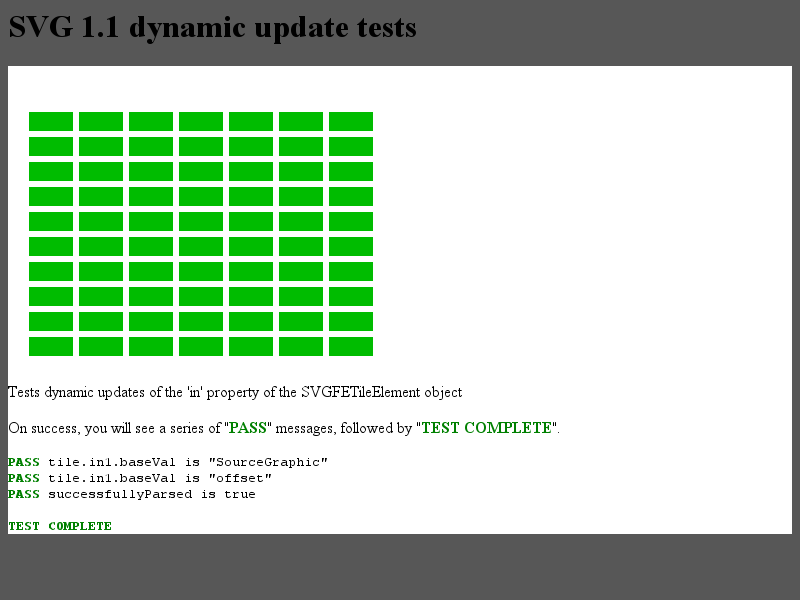 SVG 1.1 dynamic update tests
Tests dynamic updates of the 'in' property of the SVGFETileElement object
On success, you will see a series of "PASS" messages, followed by "TEST COMPLETE".
PASS tile.in1.baseVal is "SourceGraphic"
PASS tile.in1.baseVal is "offset"
PASS successfullyParsed is true
TEST COMPLETE